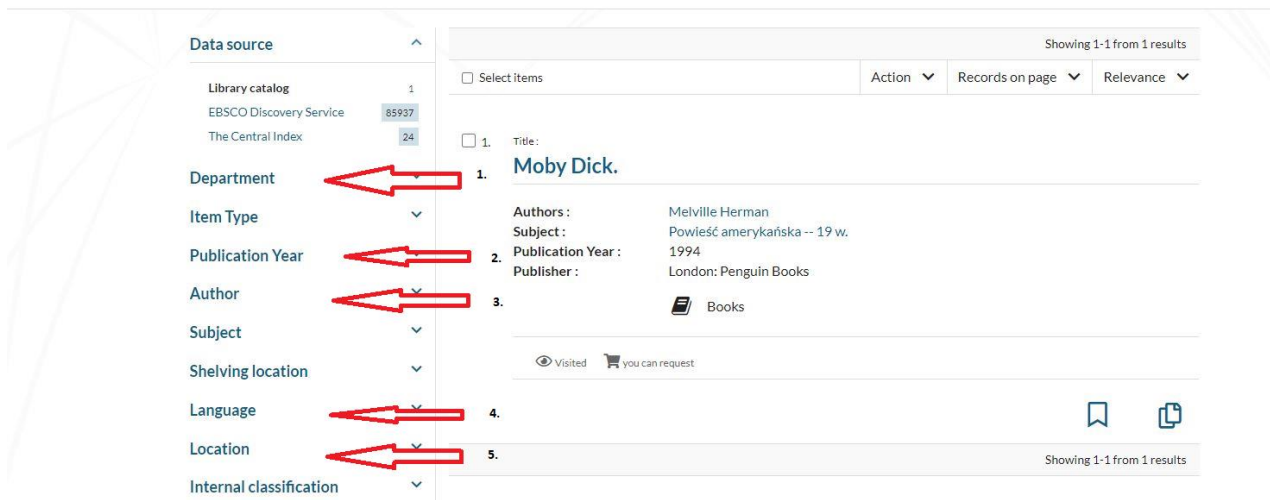 Data source
Library catalog 1
EBSCO Discovery Service 85937
The Central Index 24
Department
Item Type
Publication Year
Author
Subject
Shelving location
Language
Location
Internal classification
1.
2.
3.
4.
5.
Showing 1-1 from 1 results
Select items Action Records on page Relevance
1. Title :
Moby Dick.
Authors : Melville Herman
Subject : Powieść amerykańska -- 19 w.
Publication Year : 1994
Publisher : London: Penguin Books
Books
Visited you can request
Showing 1-1 from 1 results